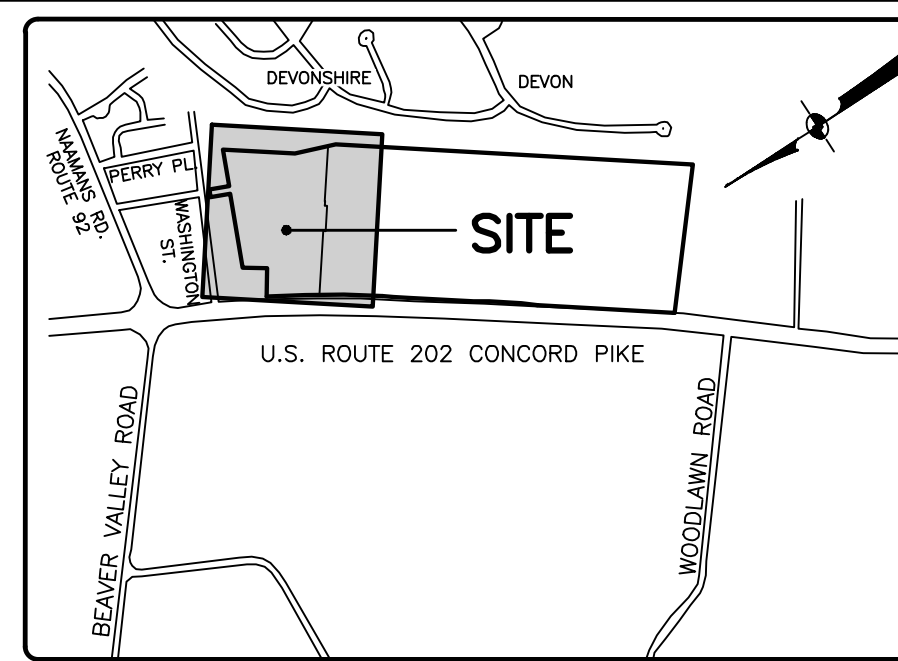 DEVONSHIRE
DEVON
NAAMANS RD.
ROUTE 92
PERRY PL.
WASHINGTON
ST.
SITE
U.S. ROUTE 202 CONCORD PIKE
BEAVER VALLEY ROAD
WOODLAWN ROAD